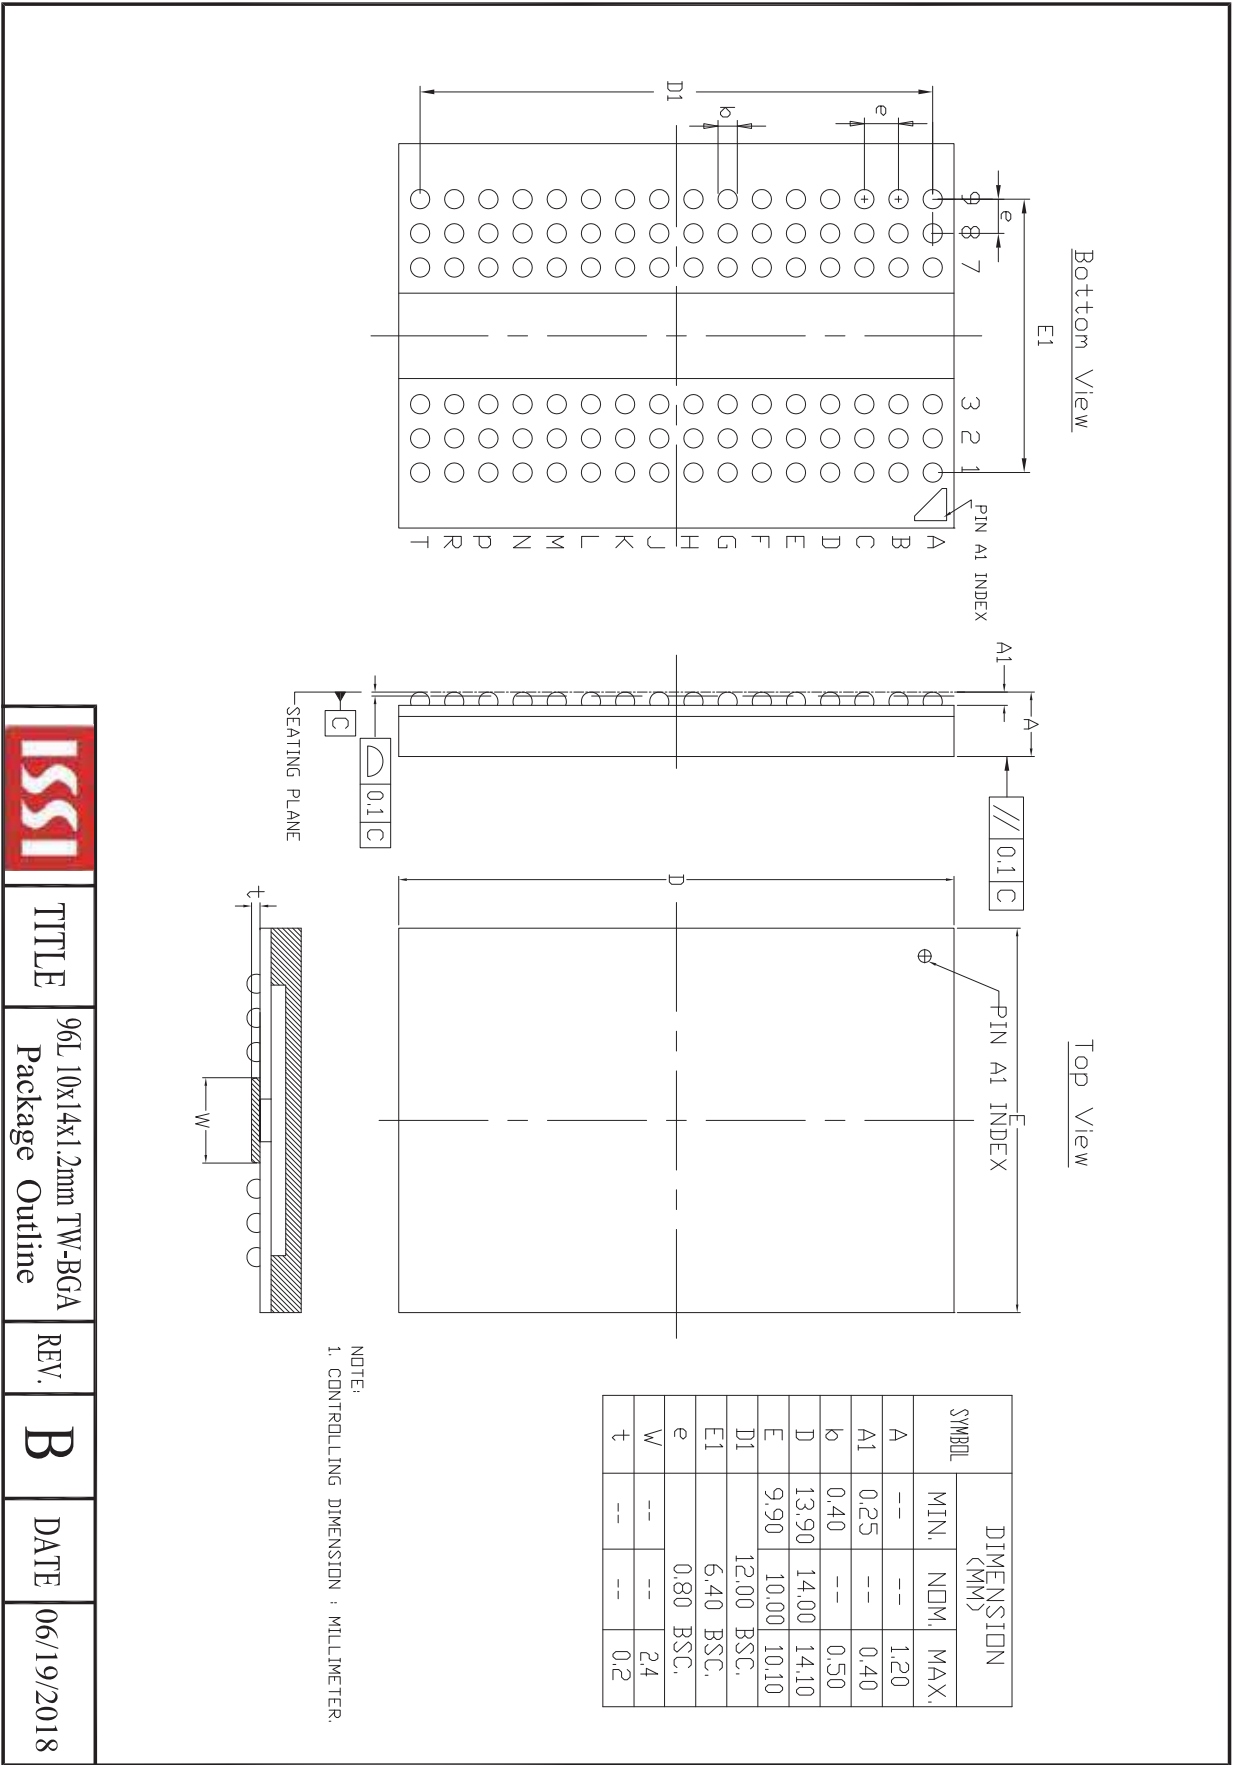 Bottom View
E1
e
9 8 7 3 2 1
PIN A1 INDEX
A
B
C
D
E
F
G
H
J
K
L
M
N
P
R
T
e
b
D1
A1
A
// 0.1 C
0.1 C
C
SEATING PLANE
Top View
E
PIN A1 INDEX
D
t
W
SYMBOL DIMENSION
(MM)
MIN. NOM. MAX.
A -- -- 1.20
A1 0.25 -- 0.40
b 0.40 -- 0.50
D 13.90 14.00 14.10
E 9.90 10.00 10.10
D1 12.00 BSC.
E1 6.40 BSC.
e 0.80 BSC.
W -- -- 2.4
t -- -- 0.2
NOTE:
1. CONTROLLING DIMENSION : MILLIMETER.
ISSI
TITLE
96L 10x14x1.2mm TW-BGA
Package Outline
REV.
B
DATE
06/19/2018